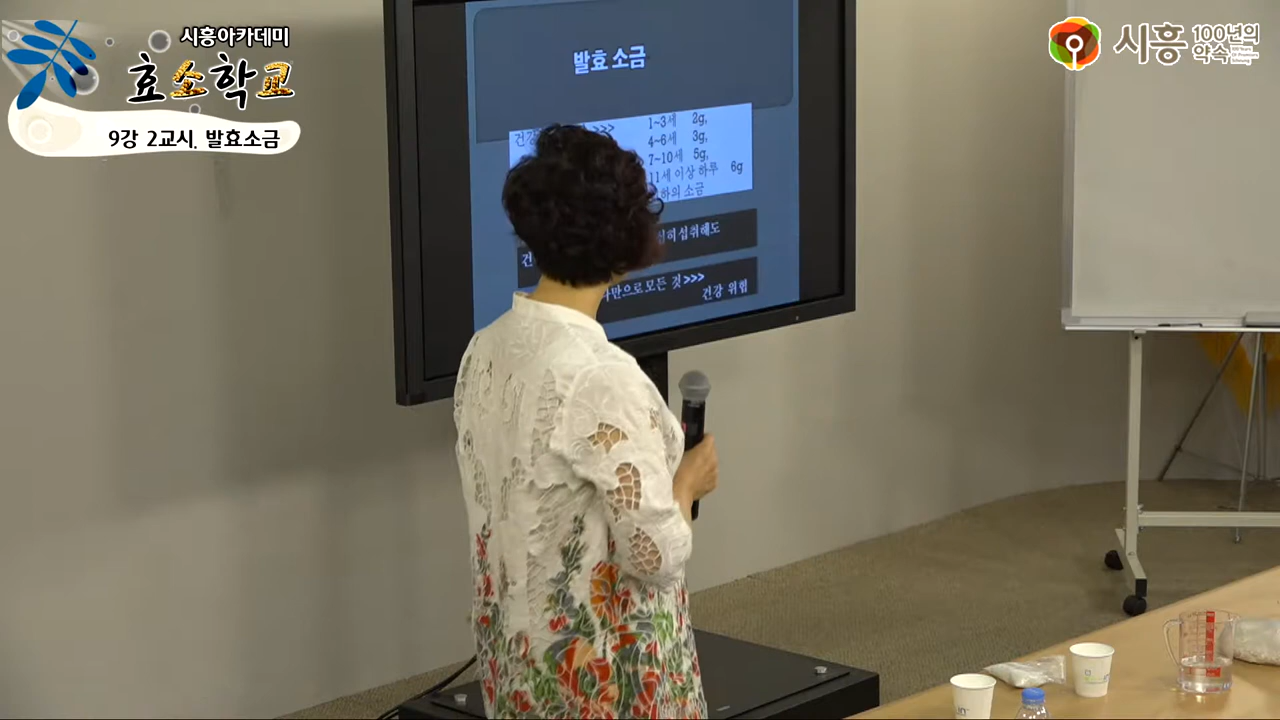 시흥아카데미
효소학교
9강 2교시. 발효소금
시흥 100년의 약속
발효 소금
>>> 1~3세 2g,
4~6세 3g,
7~10세 5g,
11세 이상 하루 6g
소금
섭취해도
모든 것>>>
건강 위협